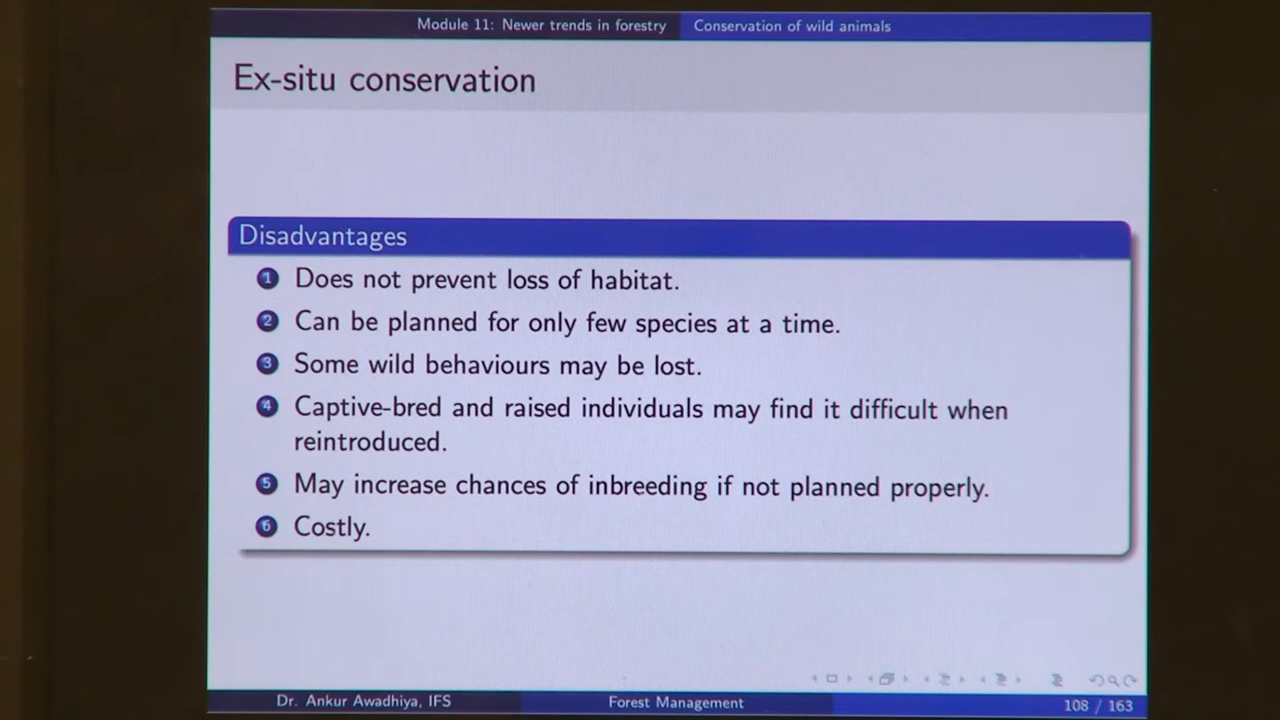 Module 11: Newer trends in forestry Conservation of wild animals
Ex-situ conservation
Disadvantages
1 Does not prevent loss of habitat.
2 Can be planned for only few species at a time.
3 Some wild behaviours may be lost.
4 Captive-bred and raised individuals may find it difficult when
reintroduced.
5 May increase chances of inbreeding if not planned properly.
6 Costly.
Dr. Ankur Awadhiya, IFS Forest Management 108 / 163